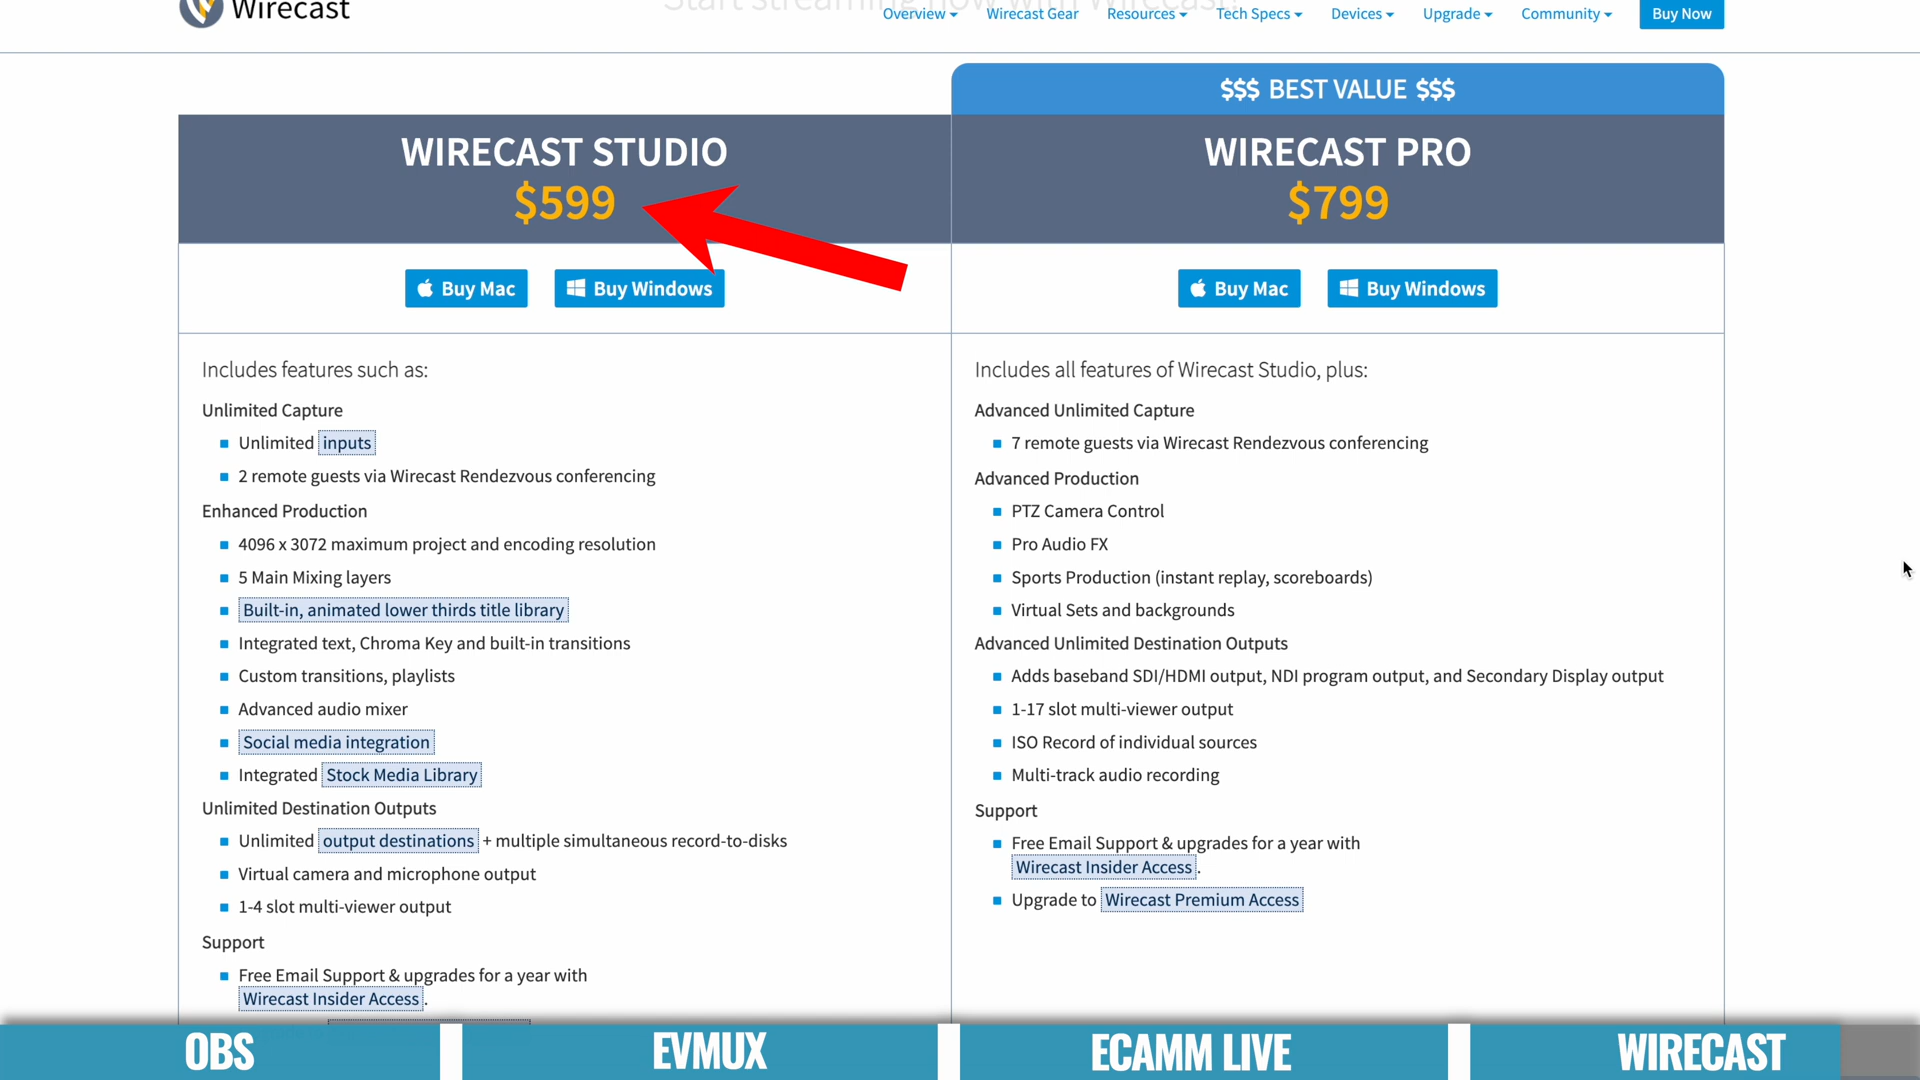 Wirecast
Start streaming now with Wirecast!
Overview Wirecast Gear Resources Tech Specs Devices Upgrade Community Buy Now
$$$ BEST VALUE $$$
WIRECAST STUDIO
$599
WIRECAST PRO
$799
Buy Mac Buy Windows
Buy Mac Buy Windows
Includes features such as:
Unlimited Capture
Unlimited inputs
2 remote guests via Wirecast Rendezvous conferencing
Enhanced Production
4096 x 3072 maximum project and encoding resolution
5 Main Mixing layers
Built-in, animated lower thirds title library
Integrated text, Chroma Key and built-in transitions
Custom transitions, playlists
Advanced audio mixer
Social media integration
Integrated Stock Media Library
Unlimited Destination Outputs
Unlimited output destinations + multiple simultaneous record-to-disks
Virtual camera and microphone output
1-4 slot multi-viewer output
Support
Free Email Support & upgrades for a year with
Wirecast Insider Access.
Includes all features of Wirecast Studio, plus:
Advanced Unlimited Capture
7 remote guests via Wirecast Rendezvous conferencing
Advanced Production
PTZ Camera Control
Pro Audio FX
Sports Production (instant replay, scoreboards)
Virtual Sets and backgrounds
Advanced Unlimited Destination Outputs
Adds baseband SDI/HDMI output, NDI program output, and Secondary Display output
1-17 slot multi-viewer output
ISO Record of individual sources
Multi-track audio recording
Support
Free Email Support & upgrades for a year with
Wirecast Insider Access.
Upgrade to Wirecast Premium Access
OBS EVMUX ECAMM LIVE WIRECAST